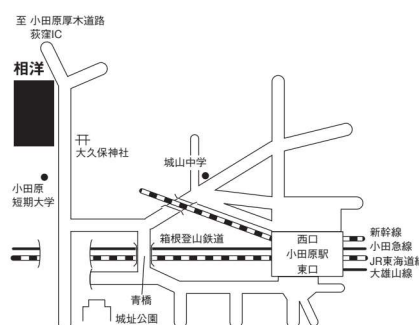 至 小田原厚木道路
荻窪IC
相洋
大久保神社
城山中学
小田原
短期大学
箱根登山鉄道
西口
小田原駅
東口
新幹線
小田急線
JR東海道線
大雄山線
青橋
城址公園